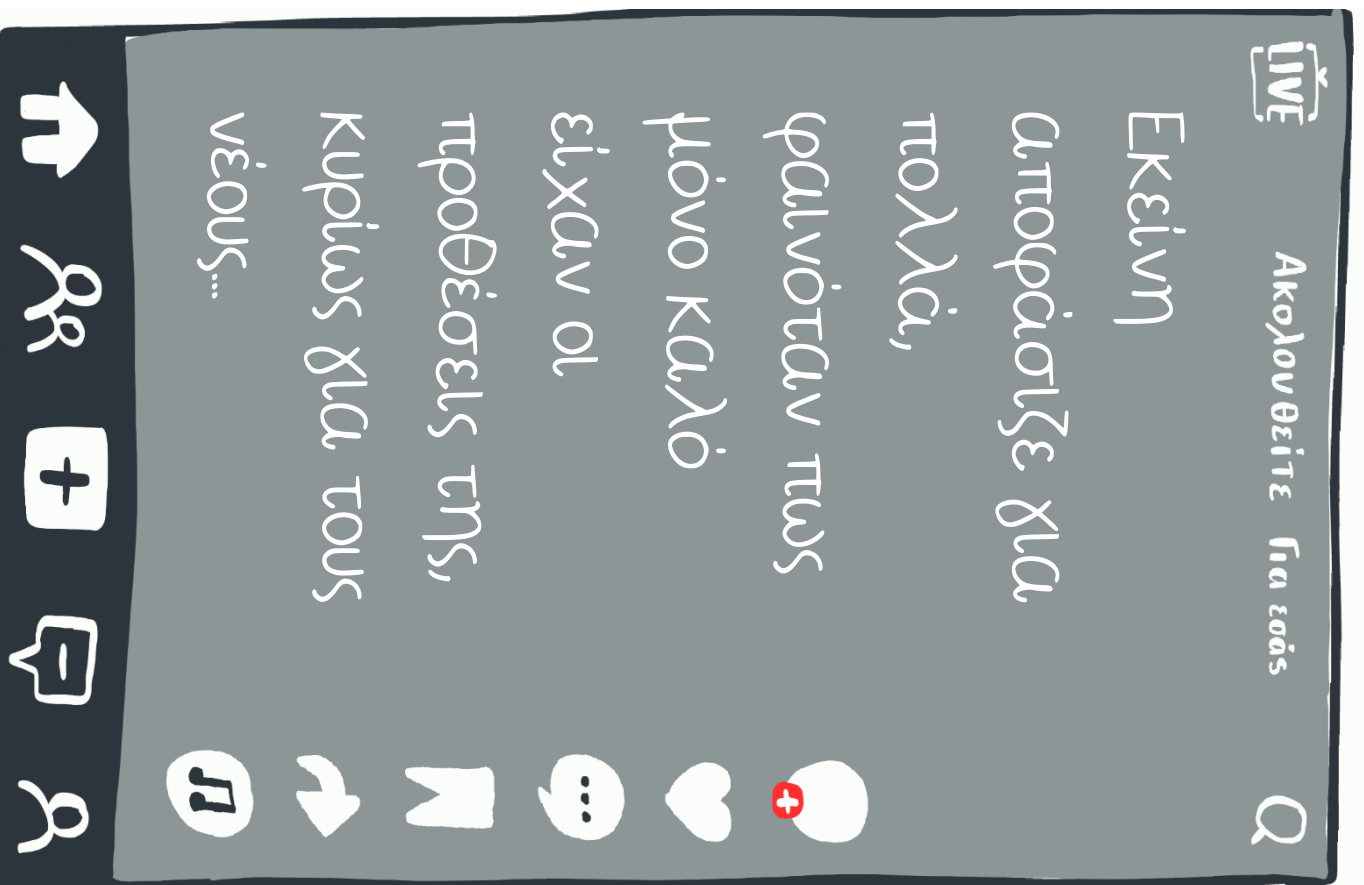 LIVE
Ακολουθείτε Για εσάς
Εκείνη
αποφάσιζε για
πολλά,
φαινόταν πως
μόνο καλό
είχαν οι
προθέσεις της,
κυρίως για τους
νέους...